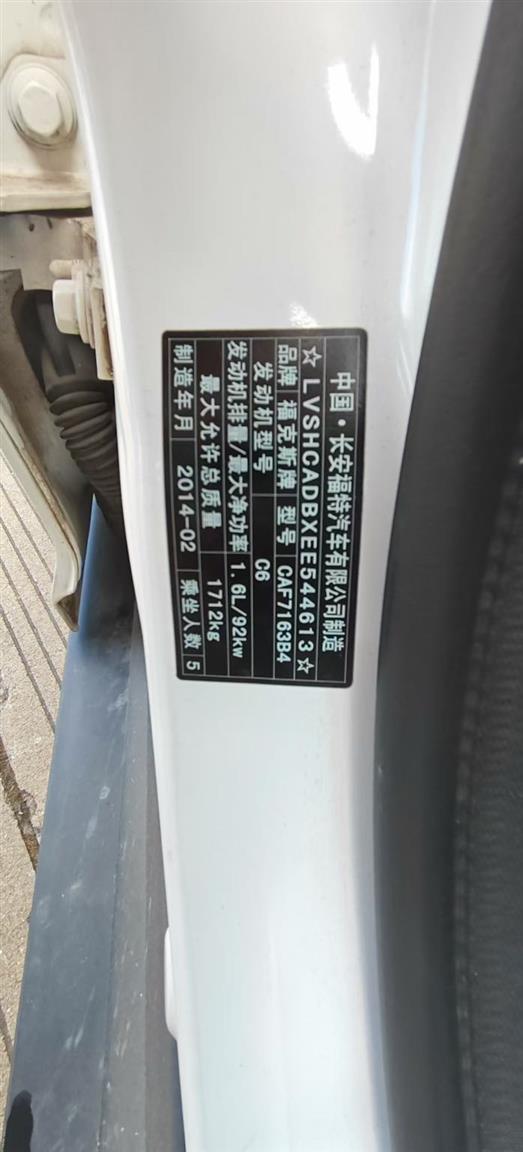 中国·长安福特汽车有限公司制造
☆LVSHCADBXEE544613☆
品牌 福克斯牌 型号 CAF7163B4
发动机型号 C6
发动机排量/最大净功率 1.6L/92kw
最大允许总质量 1712kg
制造年月 2014-02 乘坐人数 5